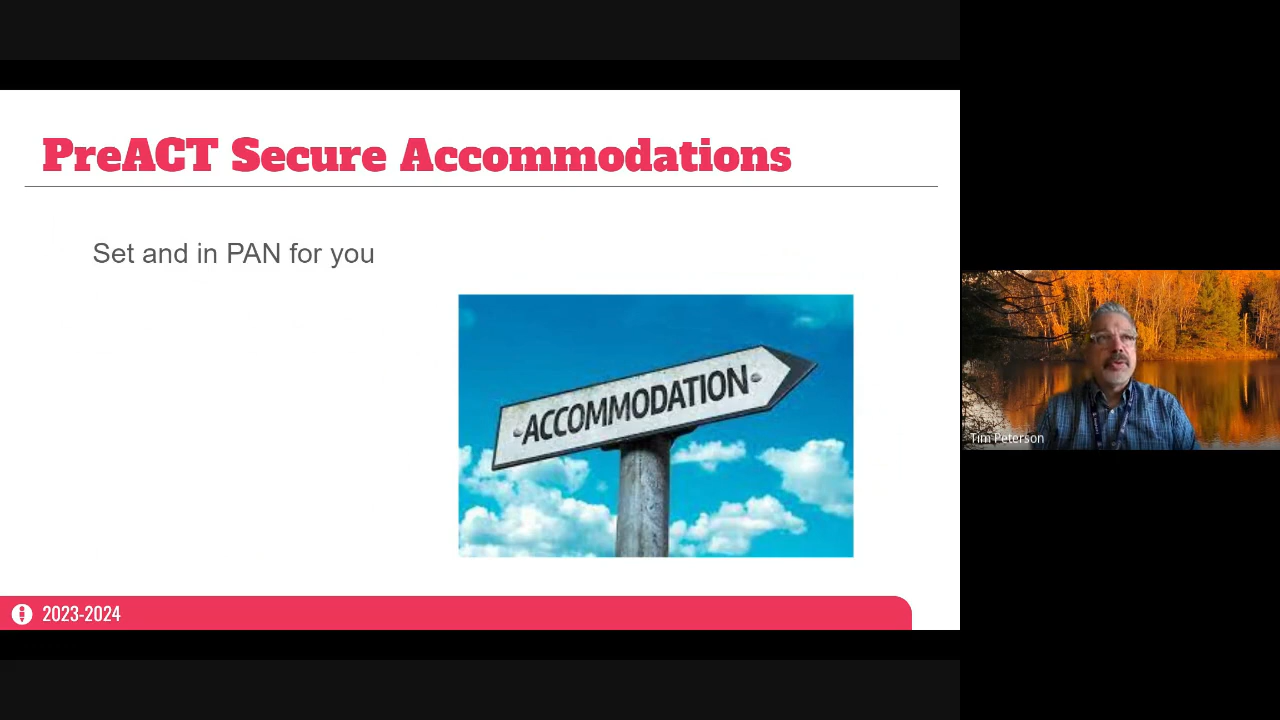 PreACT Secure Accommodations
Set and in PAN for you
ACCOMMODATION
2023-2024
Tim Peterson